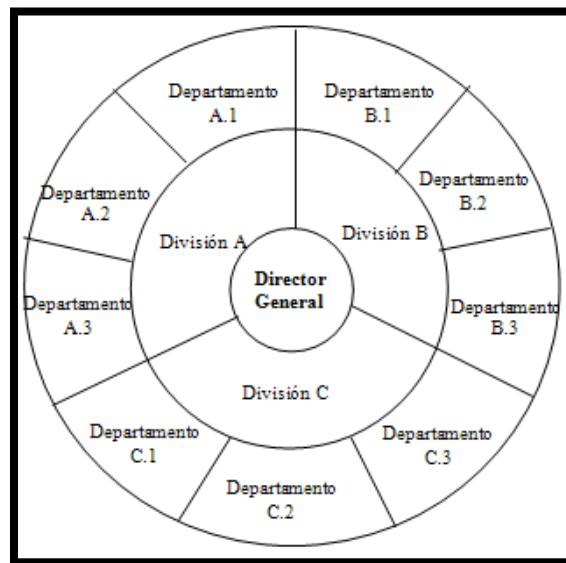 Departamento
A.1
Departamento
B.1
Departamento
A.2
Departamento
B.2
División A
División B
Director
General
Departamento
A.3
Departamento
B.3
División C
Departamento
C.1
Departamento
C.3
Departamento
C.2